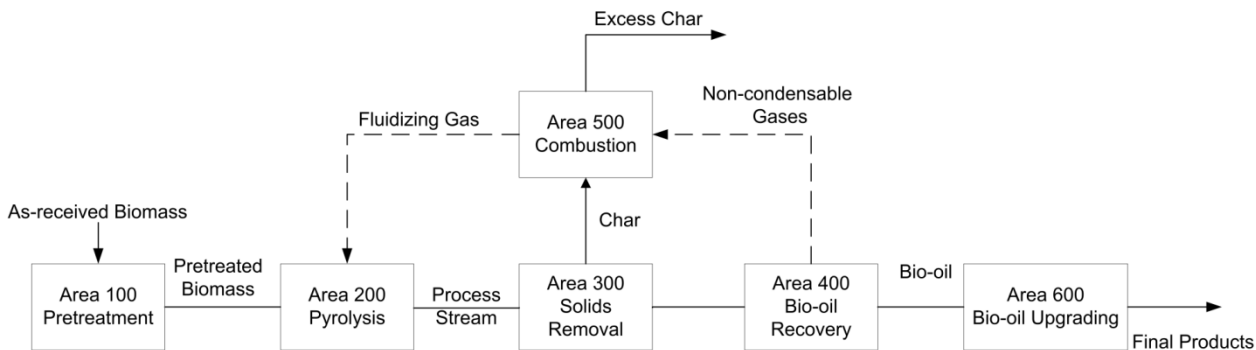 Excess Char
Non-condensable
Gases
Fluidizing Gas
Area 500
Combustion
As-received Biomass
Char
Pretreated
Biomass
Bio-oil
Area 100
Pretreatment
Area 200
Pyrolysis
Process
Stream
Area 300
Solids
Removal
Area 400
Bio-oil
Recovery
Area 600
Bio-oil Upgrading
Final Products